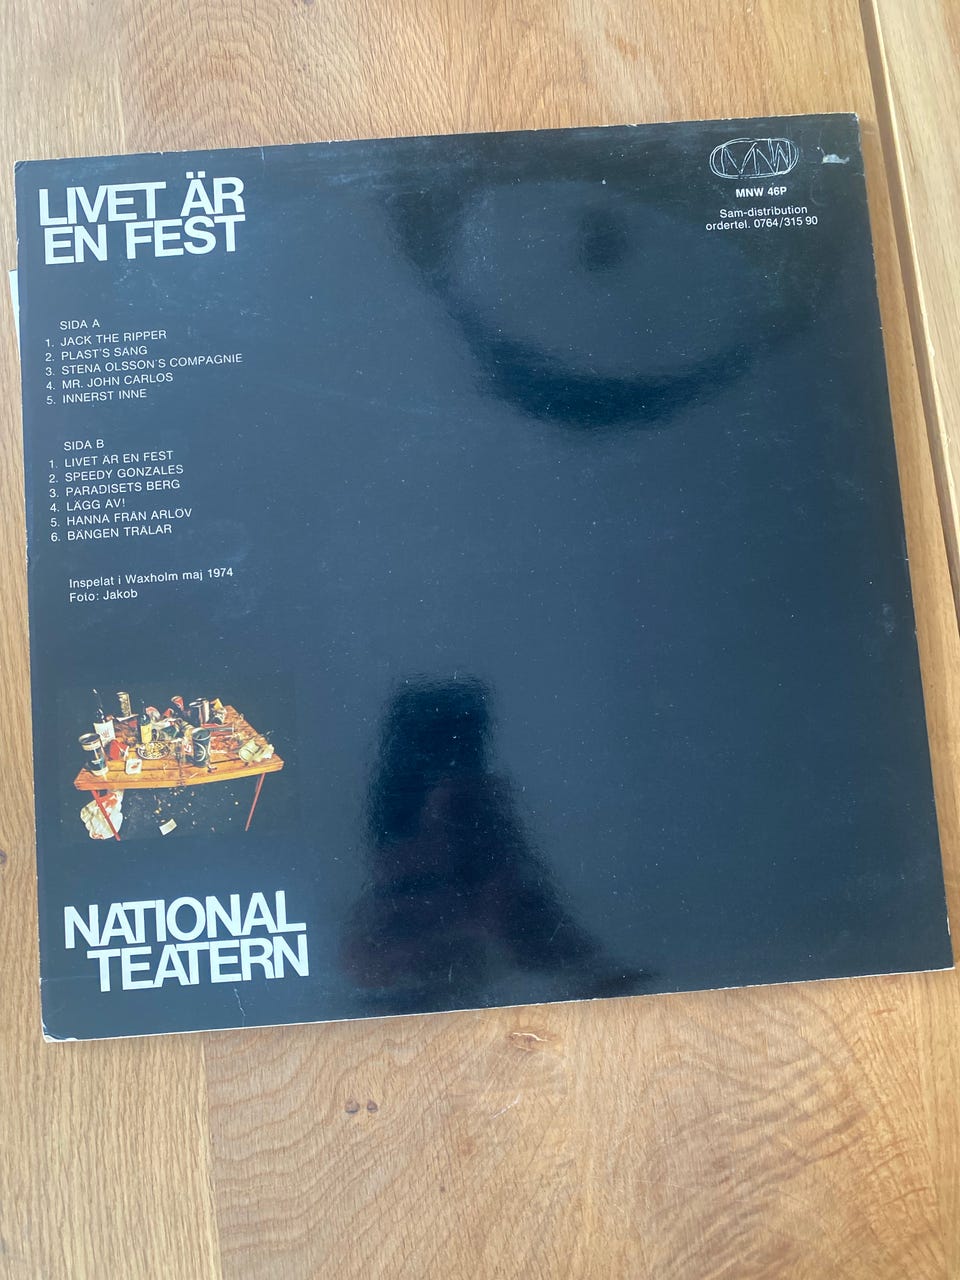 LIVET ÄR
EN FEST
MNW
MNW 46P
Sam-distribution
ordertel. 0764/315 90
SIDA A
1. JACK THE RIPPER
2. PLAST'S SANG
3. STENA OLSSON'S COMPAGNIE
4. MR. JOHN CARLOS
5. INNERST INNE
SIDA B
1. LIVET ÄR EN FEST
2. SPEEDY GONZALES
3. PARADISETS BERG
4. LÄGG AV!
5. HANNA FRÅN ARLÖV
6. BÄNGEN TRÅLAR
Inspelat i Waxholm maj 1974
Foto: Jakob
NATIONAL
TEATERN